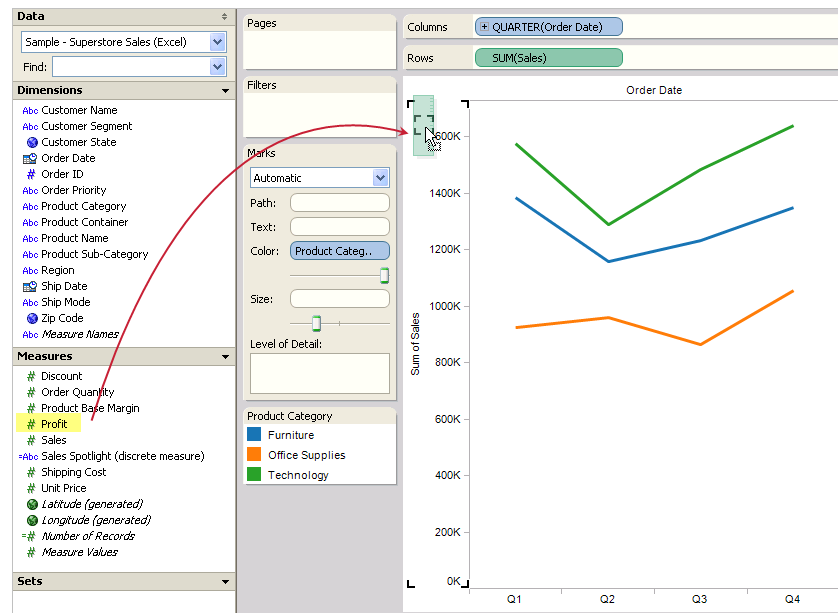 Data
Sample - Superstore Sales (Excel)
Find:
Dimensions
Abc Customer Name
Abc Customer Segment
Customer State
Order Date
# Order ID
Abc Order Priority
Abc Product Category
Abc Product Container
Abc Product Name
Abc Product Sub-Category
Abc Region
Ship Date
Abc Ship Mode
Zip Code
Abc Measure Names
Measures
# Discount
# Order Quantity
# Product Base Margin
# Profit
# Sales
=Abc Sales Spotlight (discrete measure)
# Shipping Cost
# Unit Price
Latitude (generated)
Longitude (generated)
=# Number of Records
# Measure Values
Sets
Pages
Filters
Marks
Automatic
Path:
Text:
Color: Product Categ..
Size:
Level of Detail:
Product Category
Furniture
Office Supplies
Technology
Columns QUARTER(Order Date)
Rows SUM(Sales)
Order Date
Sum of Sales
1600K
1400K
1200K
1000K
800K
600K
400K
200K
0K
Q1 Q2 Q3 Q4